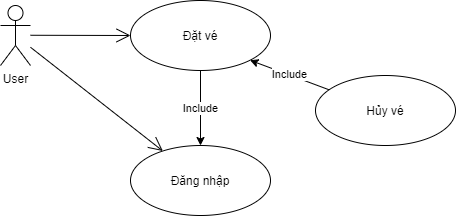 Đặt vé
User
Include
Include
Hủy vé
Đăng nhập